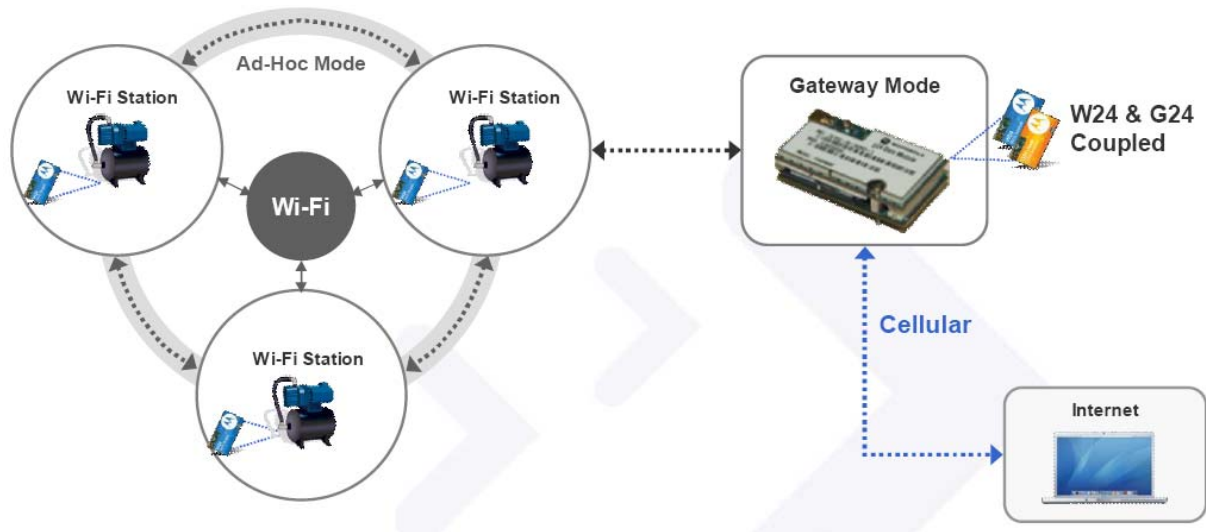 Ad-Hoc Mode
Wi-Fi Station
Wi-Fi Station
Wi-Fi
Wi-Fi Station
Gateway Mode
W24 & G24
Coupled
Cellular
Internet